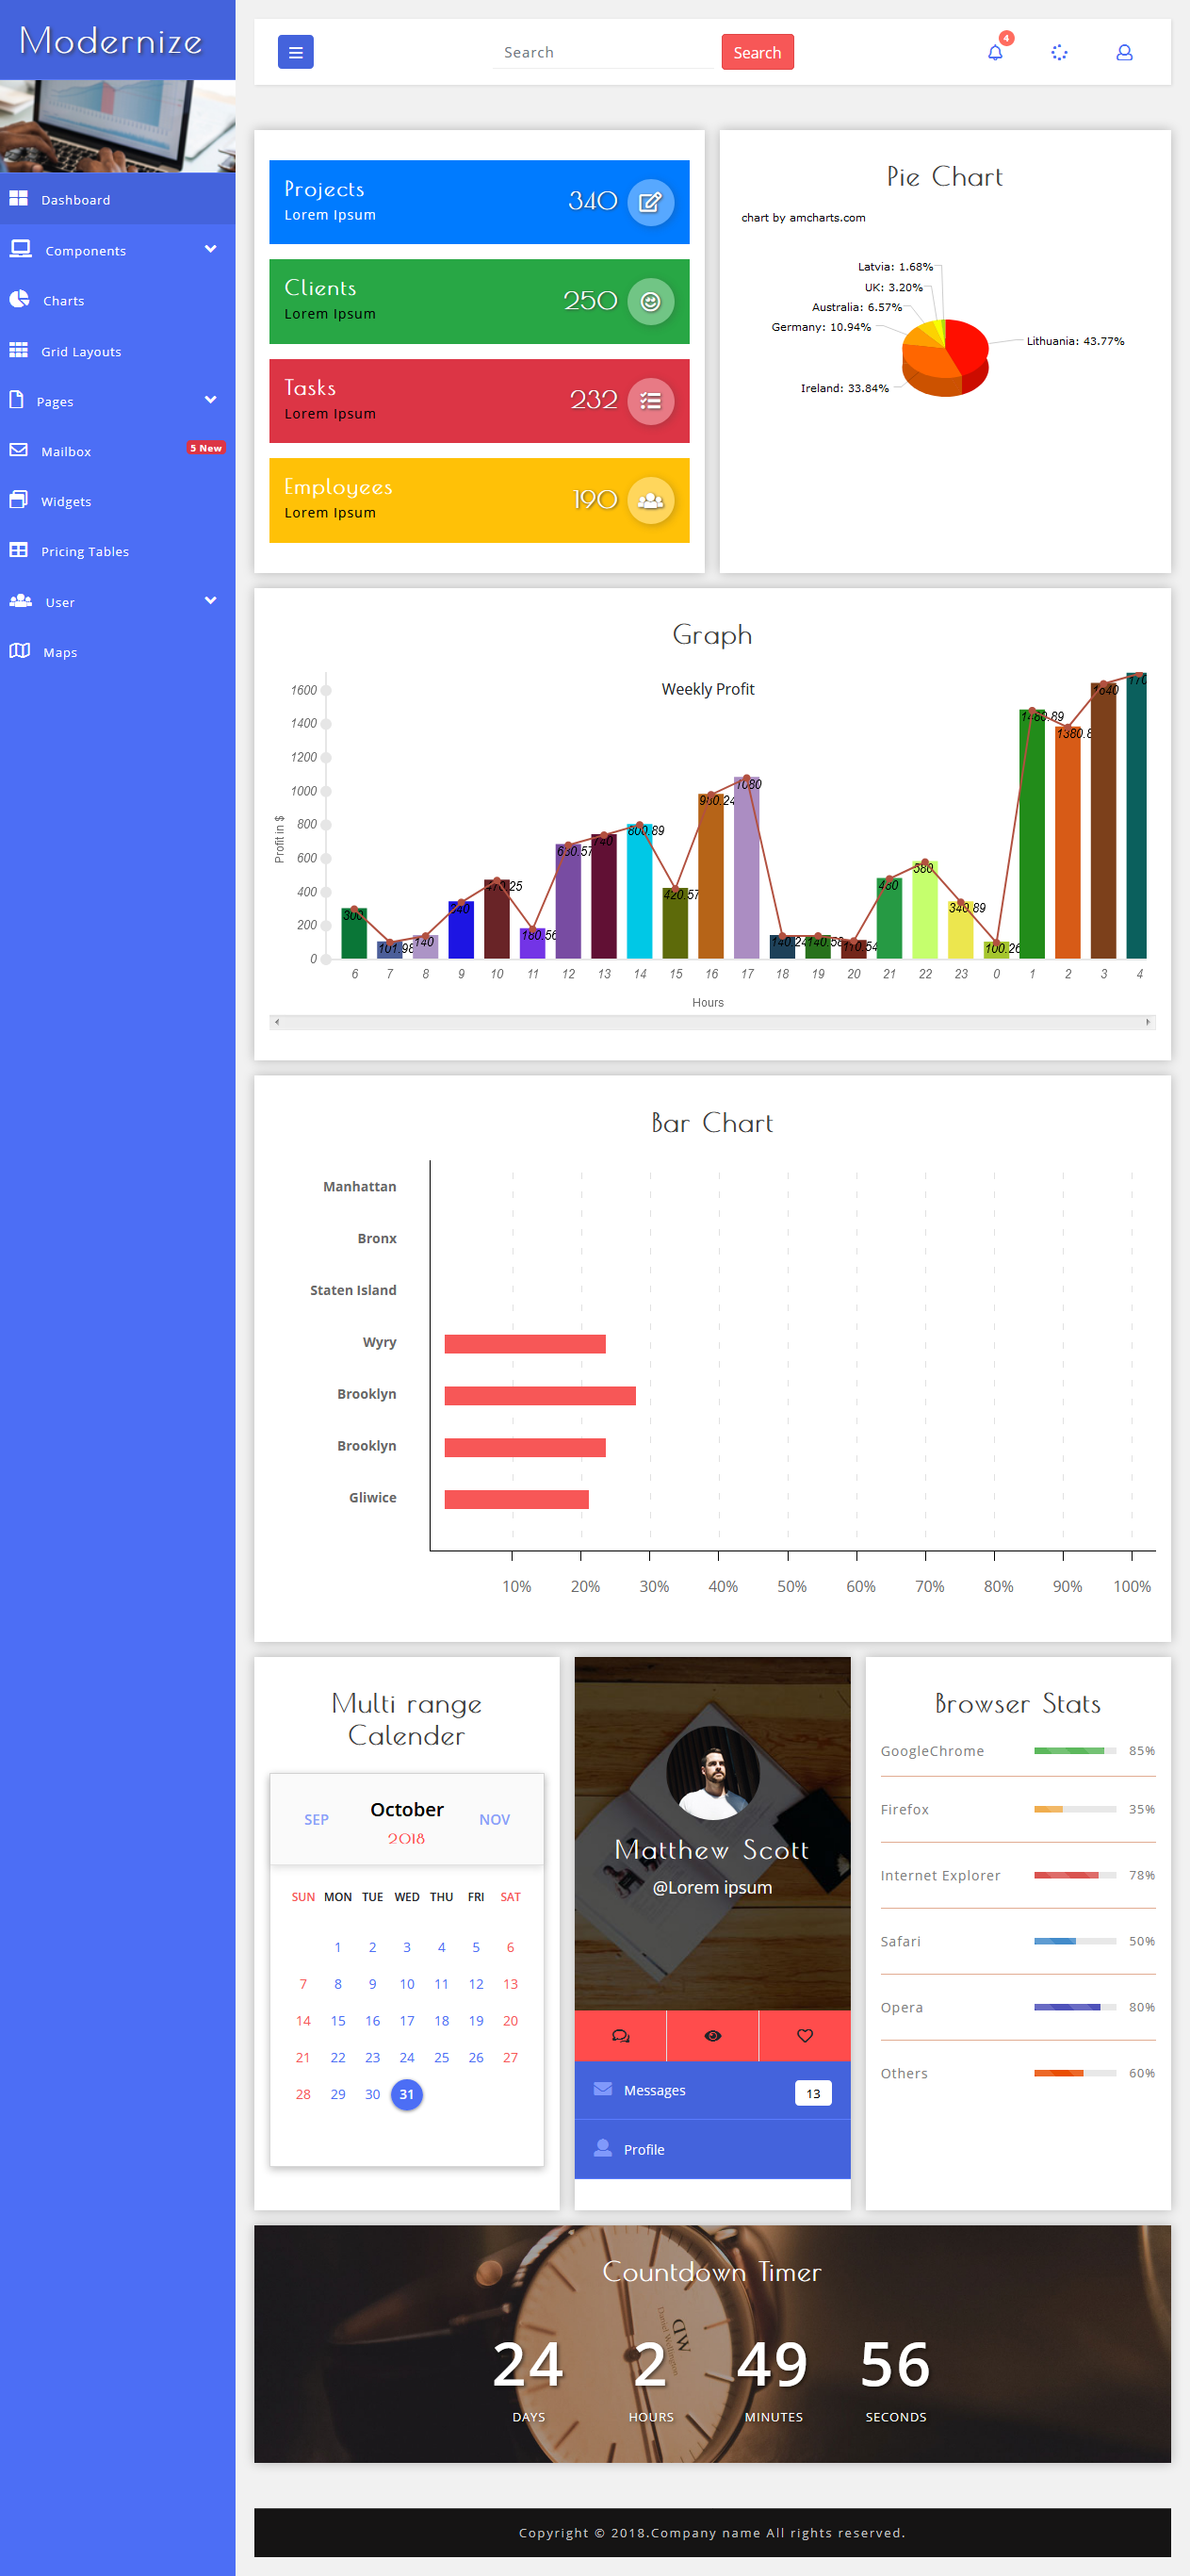 Modernize
Search
Search
4
Dashboard
Components
Charts
Grid Layouts
Pages
Mailbox
5 New
Widgets
Pricing Tables
User
Maps
Projects
Lorem Ipsum
340
Clients
Lorem Ipsum
250
Tasks
Lorem Ipsum
232
Employees
Lorem Ipsum
190
Pie Chart
chart by amcharts.com
Latvia: 1.68%
UK: 3.20%
Australia: 6.57%
Germany: 10.94%
Lithuania: 43.77%
Ireland: 33.84%
Graph
Weekly Profit
1600
1400
1200
1000
800
600
400
200
0
Profit in $
300
101.98
140
340
470.25
180.56
680.57
740
800.89
420.57
980.24
1080
140.24
140.58
110.54
480
580
340.89
100.26
1480.89
1380.8
1640
170
6 7 8 9 10 11 12 13 14 15 16 17 18 19 20 21 22 23 0 1 2 3 4
Hours
Bar Chart
Manhattan
Bronx
Staten Island
Wyry
Brooklyn
Brooklyn
Gliwice
10% 20% 30% 40% 50% 60% 70% 80% 90% 100%
Multi range
Calender
SEP
October
NOV
2018
SUN MON TUE WED THU FRI SAT
1 2 3 4 5 6
7 8 9 10 11 12 13
14 15 16 17 18 19 20
21 22 23 24 25 26 27
28 29 30 31
Matthew Scott
@Lorem ipsum
Messages
13
Profile
Browser Stats
GoogleChrome 85%
Firefox 35%
Internet Explorer 78%
Safari 50%
Opera 80%
Others 60%
Countdown Timer
DW
24 2 49 56
DAYS HOURS MINUTES SECONDS
Copyright © 2018.Company name All rights reserved.